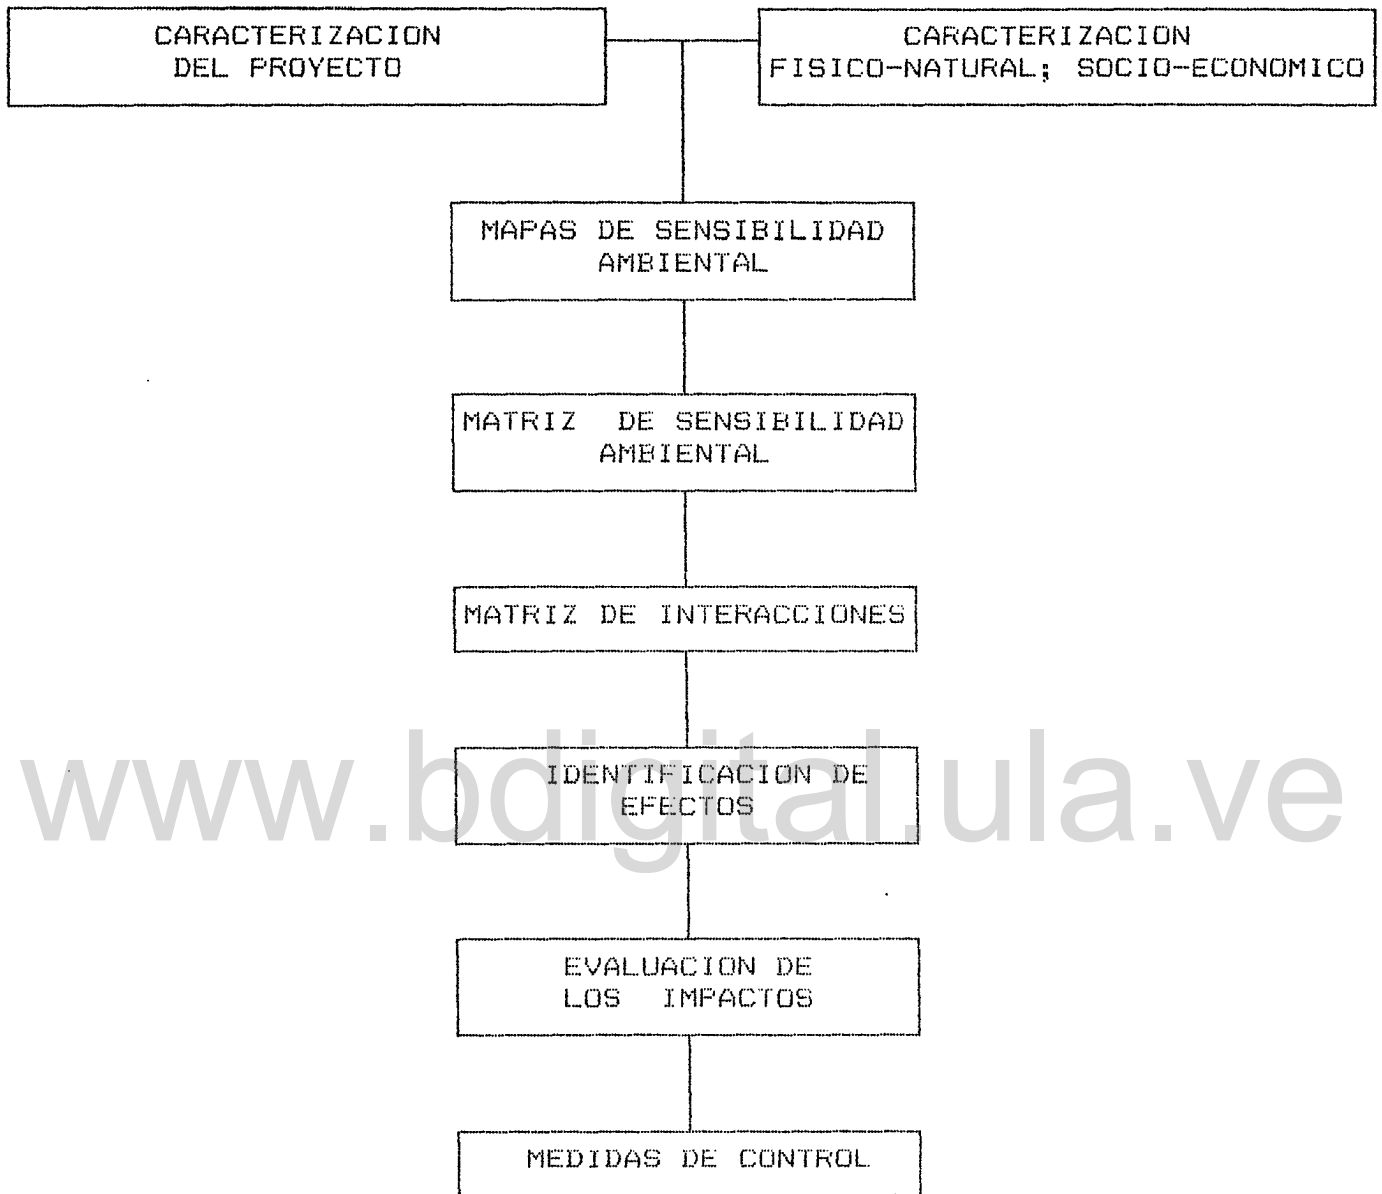 CARACTERIZACION
DEL PROYECTO
CARACTERIZACION
FISICO-NATURAL; SOCIO-ECONOMICO
MAPAS DE SENSIBILIDAD
AMBIENTAL
MATRIZ DE SENSIBILIDAD
AMBIENTAL
MATRIZ DE INTERACCIONES
IDENTIFICACION DE
EFECTOS
www.bdigital.ula.ve
EVALUACION DE
LOS IMPACTOS
MEDIDAS DE CONTROL